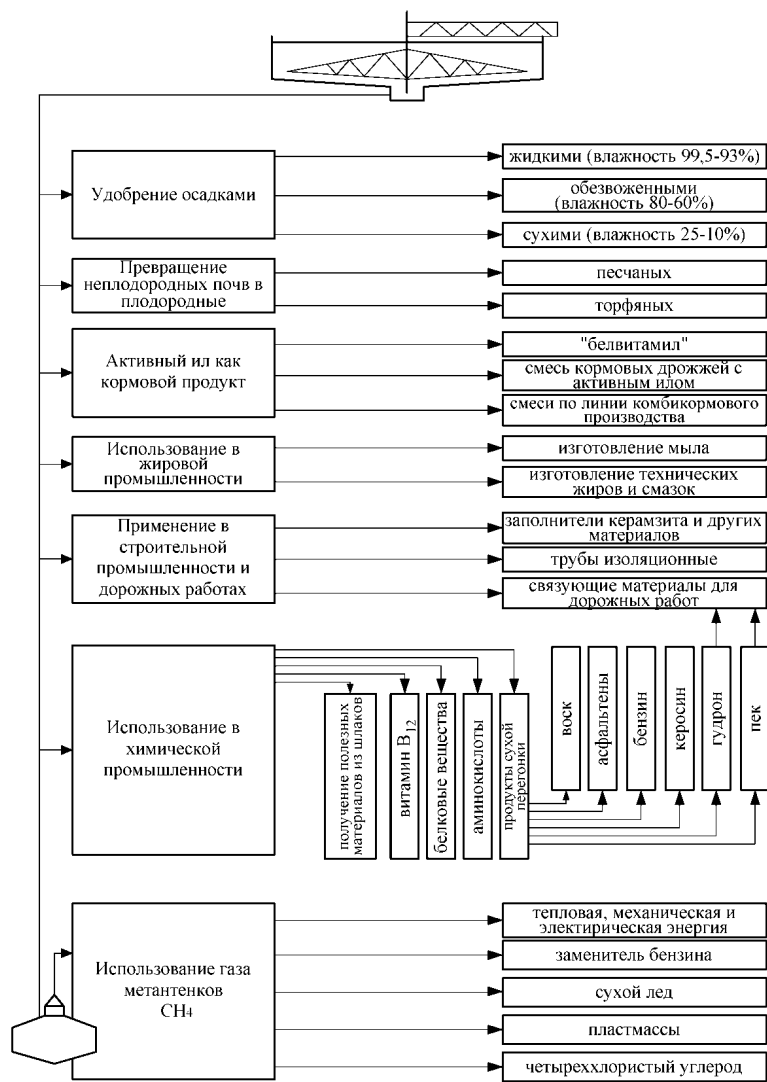 Удобрение осадками
жидкими (влажность 99,5-93%)
обезвоженными
(влажность 80-60%)
сухими (влажность 25-10%)
Превращение
неплодородных почв в
плодородные
песчаных
торфяных
Активный ил как
кормовой продукт
"белвитамил"
смесь кормовых дрожжей с
активным илом
смеси по линии комбикормового
производства
Использование в
жировой
промышленности
изготовление мыла
изготовление технических
жиров и смазок
Применение в
строительной
промышленности и
дорожных работах
заполнители керамзита и других
материалов
трубы изоляционные
связующие материалы для
дорожных работ
Использование в
химической
промышленности
получение полезных
материалов из шлаков
витамин B12
белковые вещества
аминокислоты
продукты сухой
перегонки
воск
асфальтены
бензин
керосин
гудрон
пек
Использование газа
метантенков
CH4
тепловая, механическая и
электирическая энергия
заменитель бензина
сухой лед
пластмассы
четыреххлористый углерод